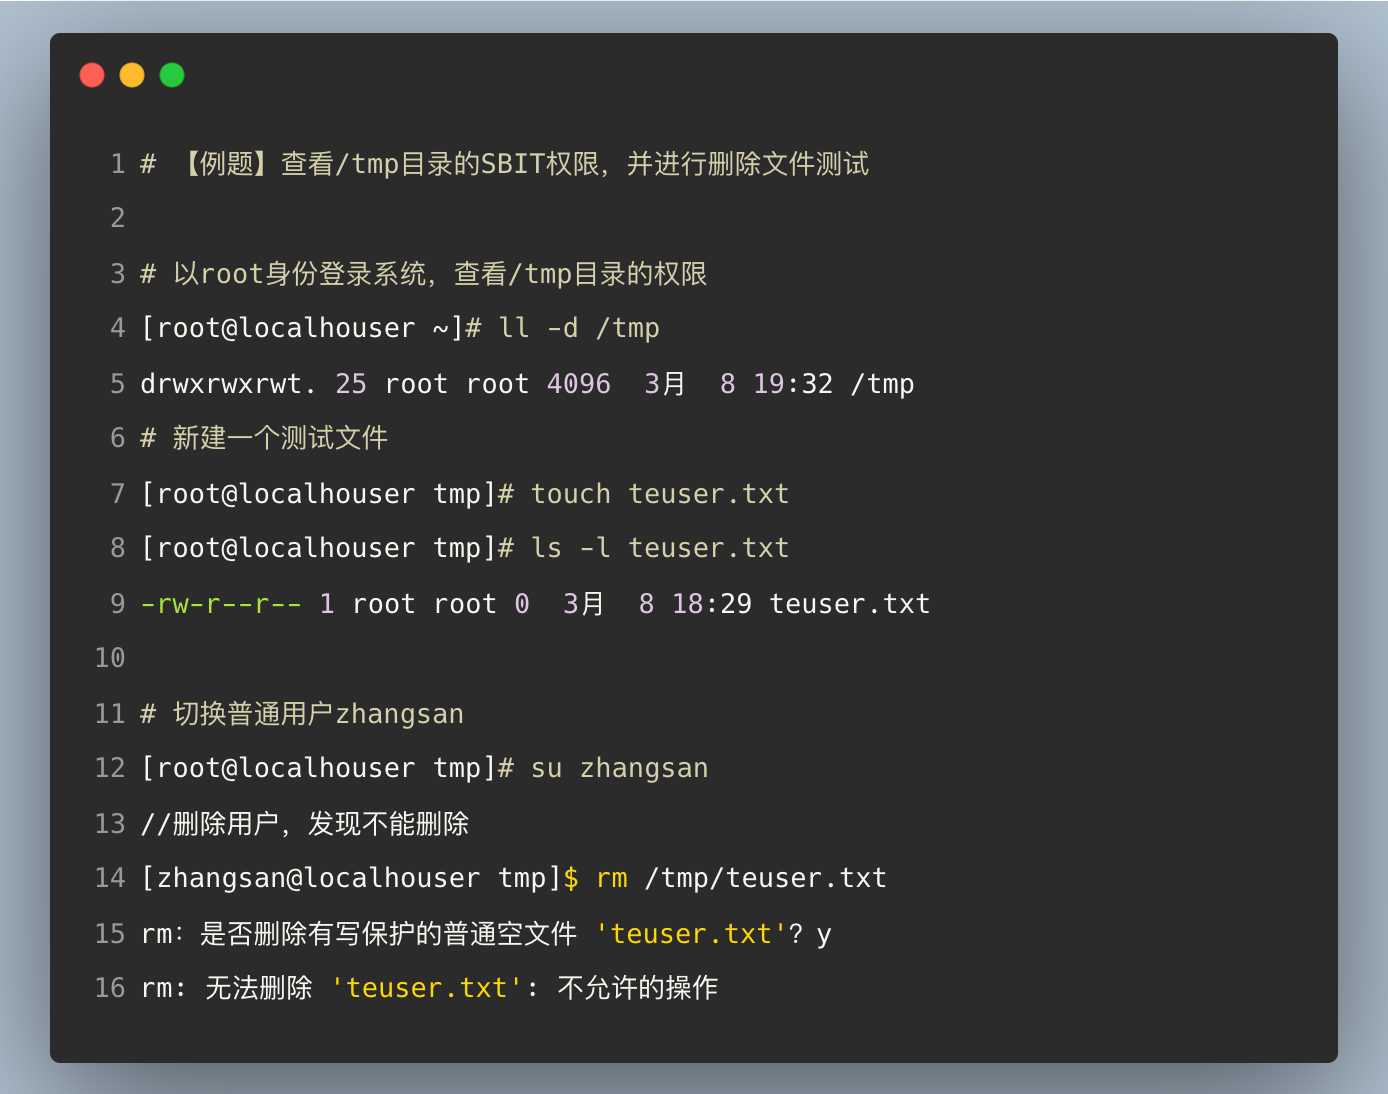 1 # 【例题】查看/tmp目录的SBIT权限，并进行删除文件测试
2
3 # 以root身份登录系统，查看/tmp目录的权限
4 [root@localhouser ~]# ll -d /tmp
5 drwxrwxrwt. 25 root root 4096  3月  8 19:32 /tmp
6 # 新建一个测试文件
7 [root@localhouser tmp]# touch teuser.txt
8 [root@localhouser tmp]# ls -l teuser.txt
9 -rw-r--r-- 1 root root 0  3月  8 18:29 teuser.txt
10
11 # 切换普通用户zhangsan
12 [root@localhouser tmp]# su zhangsan
13 //删除用户，发现不能删除
14 [zhangsan@localhouser tmp]$ rm /tmp/teuser.txt
15 rm：是否删除有写保护的普通空文件 'teuser.txt'？y
16 rm: 无法删除 'teuser.txt': 不允许的操作